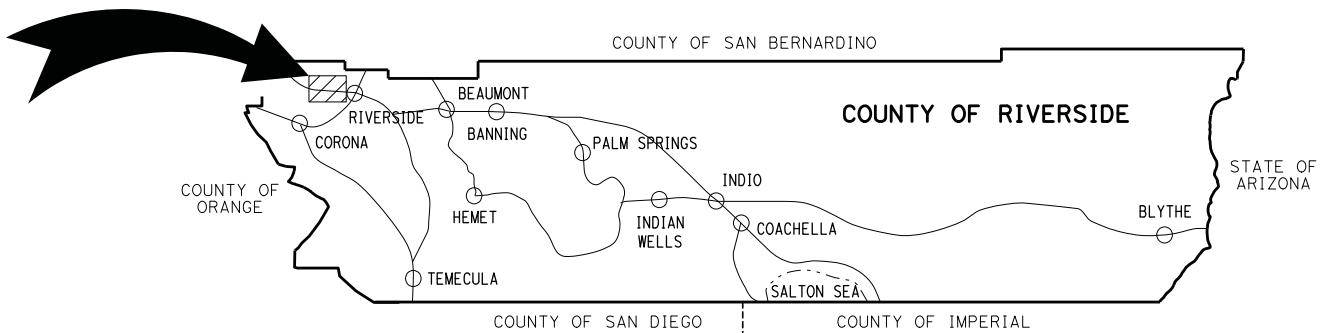 COUNTY OF SAN BERNARDINO
BEAUMONT
COUNTY OF RIVERSIDE
RIVERSIDE
BANNING
CORONA
PALM SPRINGS
STATE OF
ARIZONA
COUNTY OF
ORANGE
INDIO
HEMET
INDIAN
WELLS
COACHELLA
BLYTHE
TEMECULA
SALTON SEA
COUNTY OF SAN DIEGO
COUNTY OF IMPERIAL